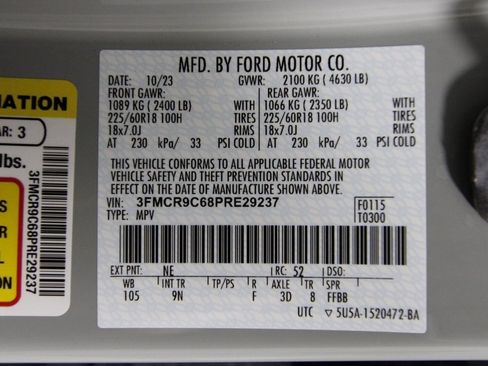 MFD. BY FORD MOTOR CO.
DATE: 10/23 GVWR: 2100 KG ( 4630 LB)
FRONT GAWR: REAR GAWR:
1089 KG ( 2400 LB) WITH 1066 KG ( 2350 LB) WITH
225/60R18 100H TIRES 225/60R18 100H TIRES
18x7.0J RIMS 18x7.0J RIMS
AT 230 kPa/ 33 PSI COLD AT 230 kPa/ 33 PSI COLD
THIS VEHICLE CONFORMS TO ALL APPLICABLE FEDERAL MOTOR
VEHICLE SAFETY AND THEFT PREVENTION STANDARDS IN EFFECT ON THE
DATE OF MANUFACTURE SHOWN ABOVE.
VIN: 3FMCR9C68PRE29237 F0115
TYPE: MPV T0300
EXT PNT: NE RC: 52 DSO:
WB INT TR TP/PS R AXLE TR SPR
105 9N F 3D 8 FFBB
UTC ▽ 5U5A-1520472-BA
MATION
AR: 3
lbs.
3FMCR9C68PRE29237